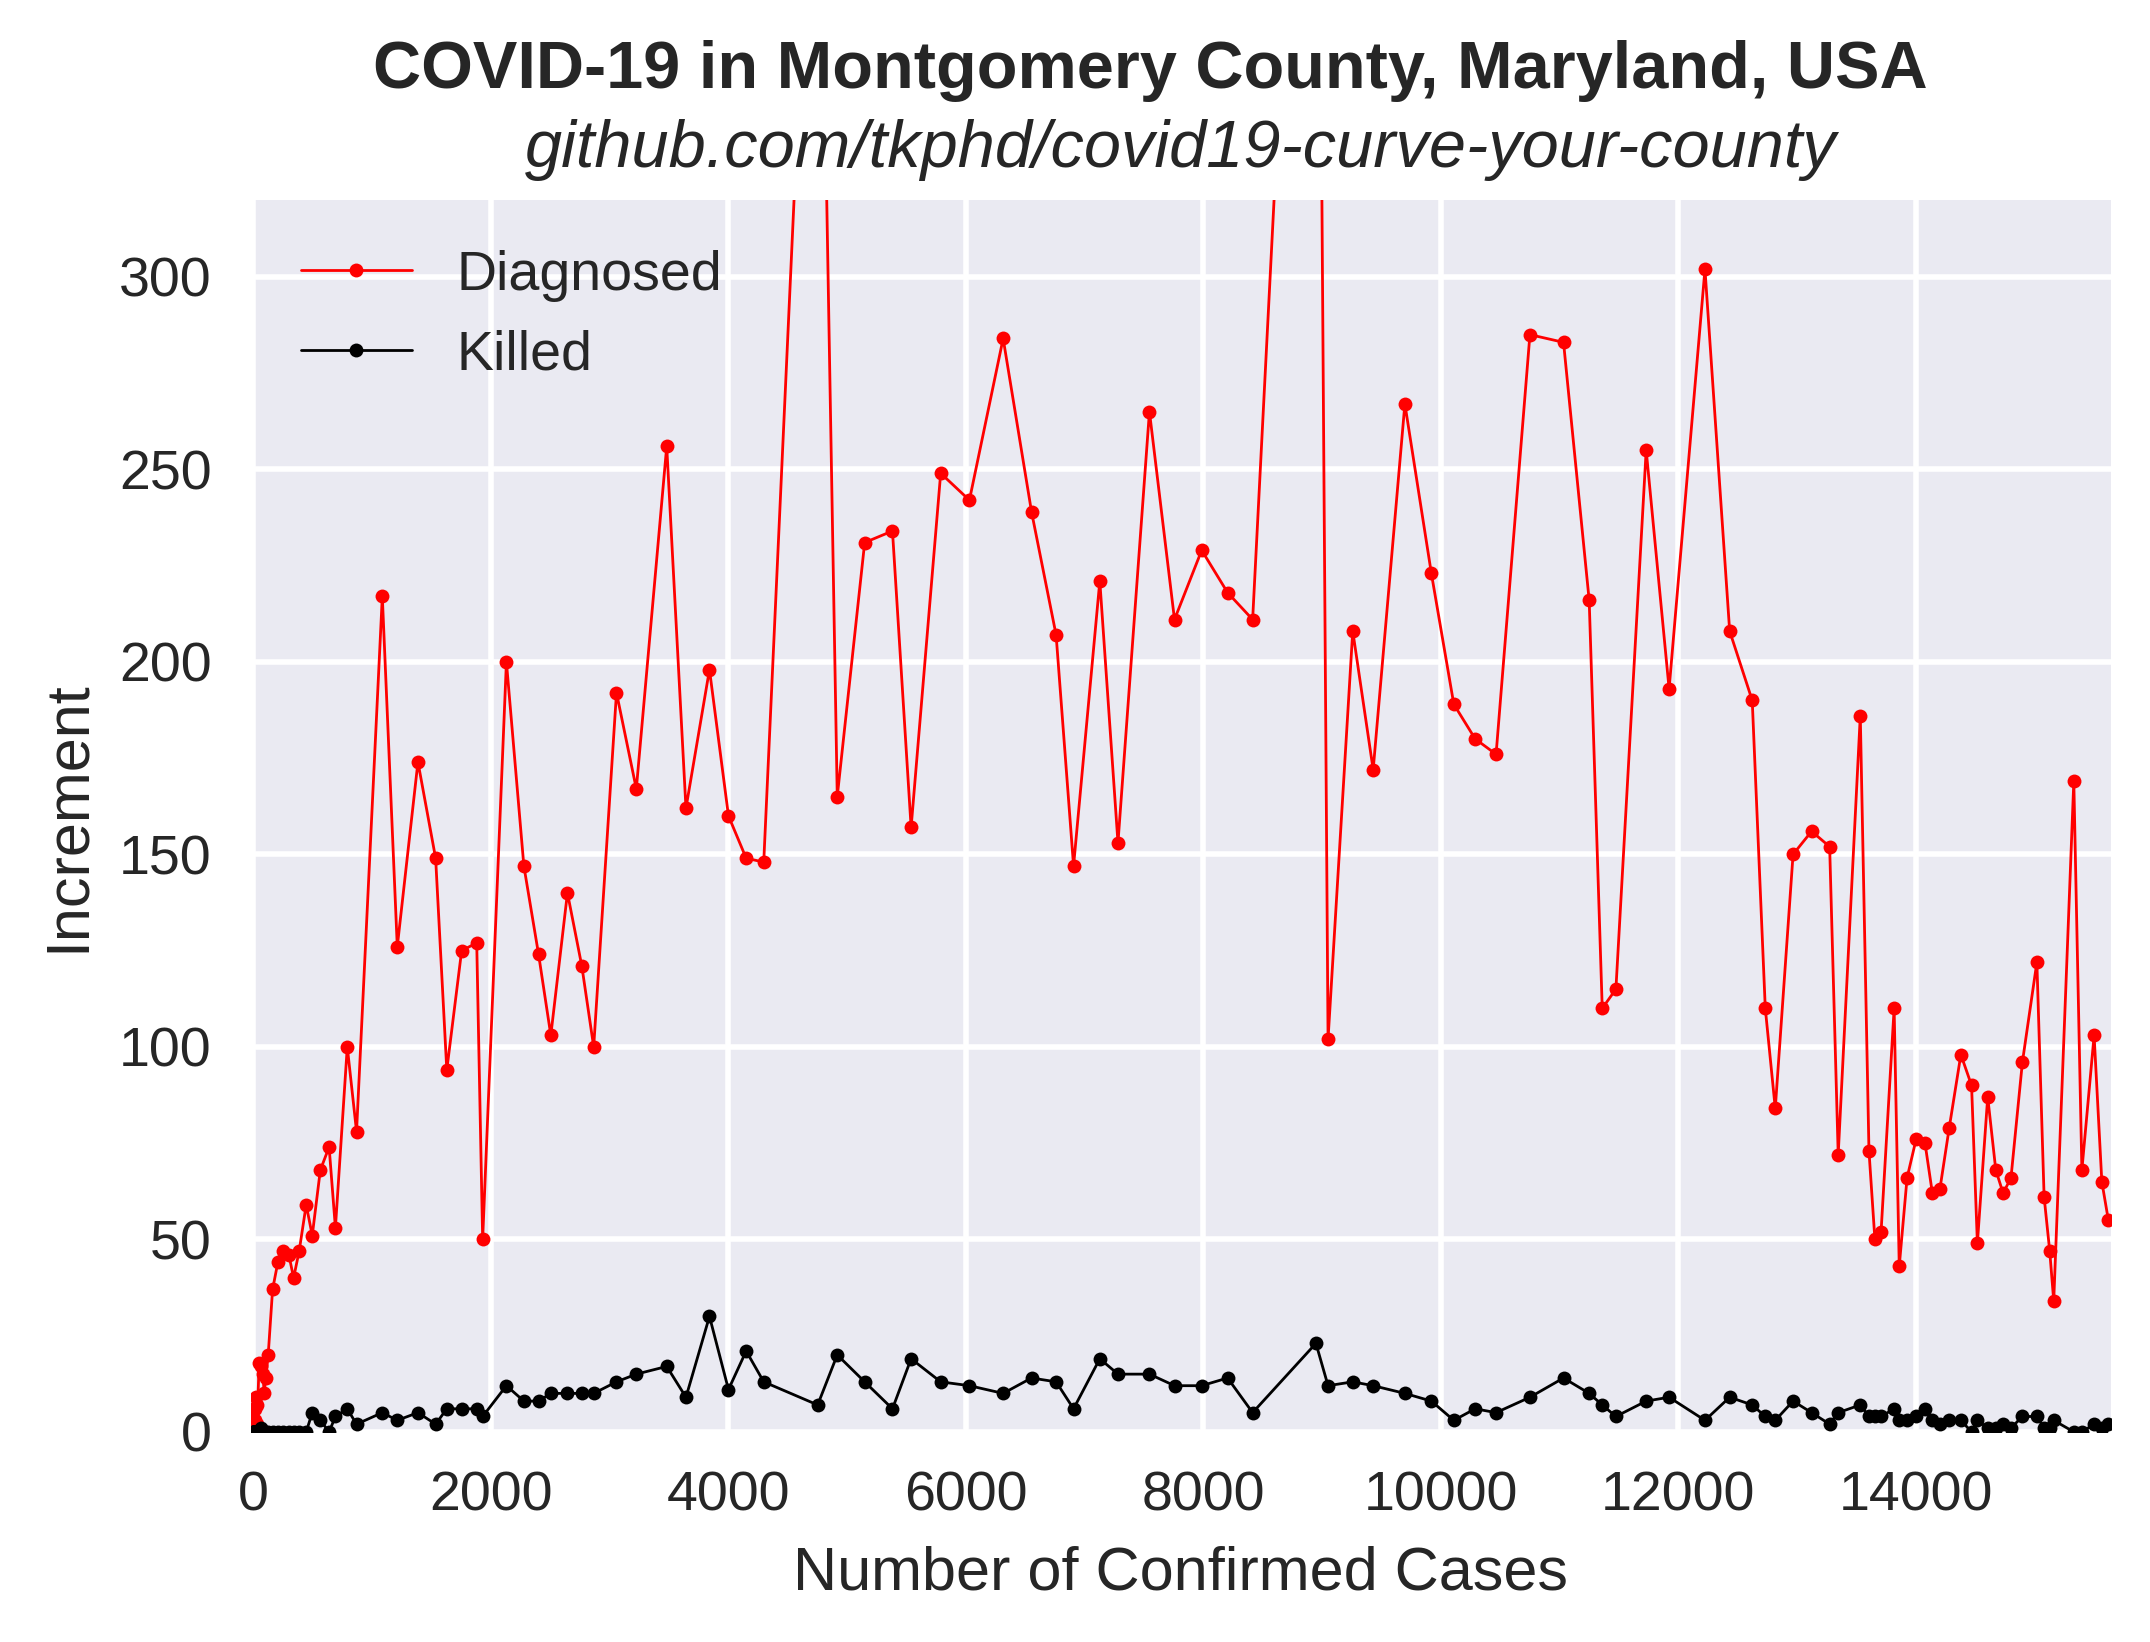 COVID-19 in Montgomery County, Maryland, USA
github.com/tkphd/covid19-curve-your-county
Diagnosed
Killed
300
250
200
150
100
50
0
Increment
0 2000 4000 6000 8000 10000 12000 14000
Number of Confirmed Cases